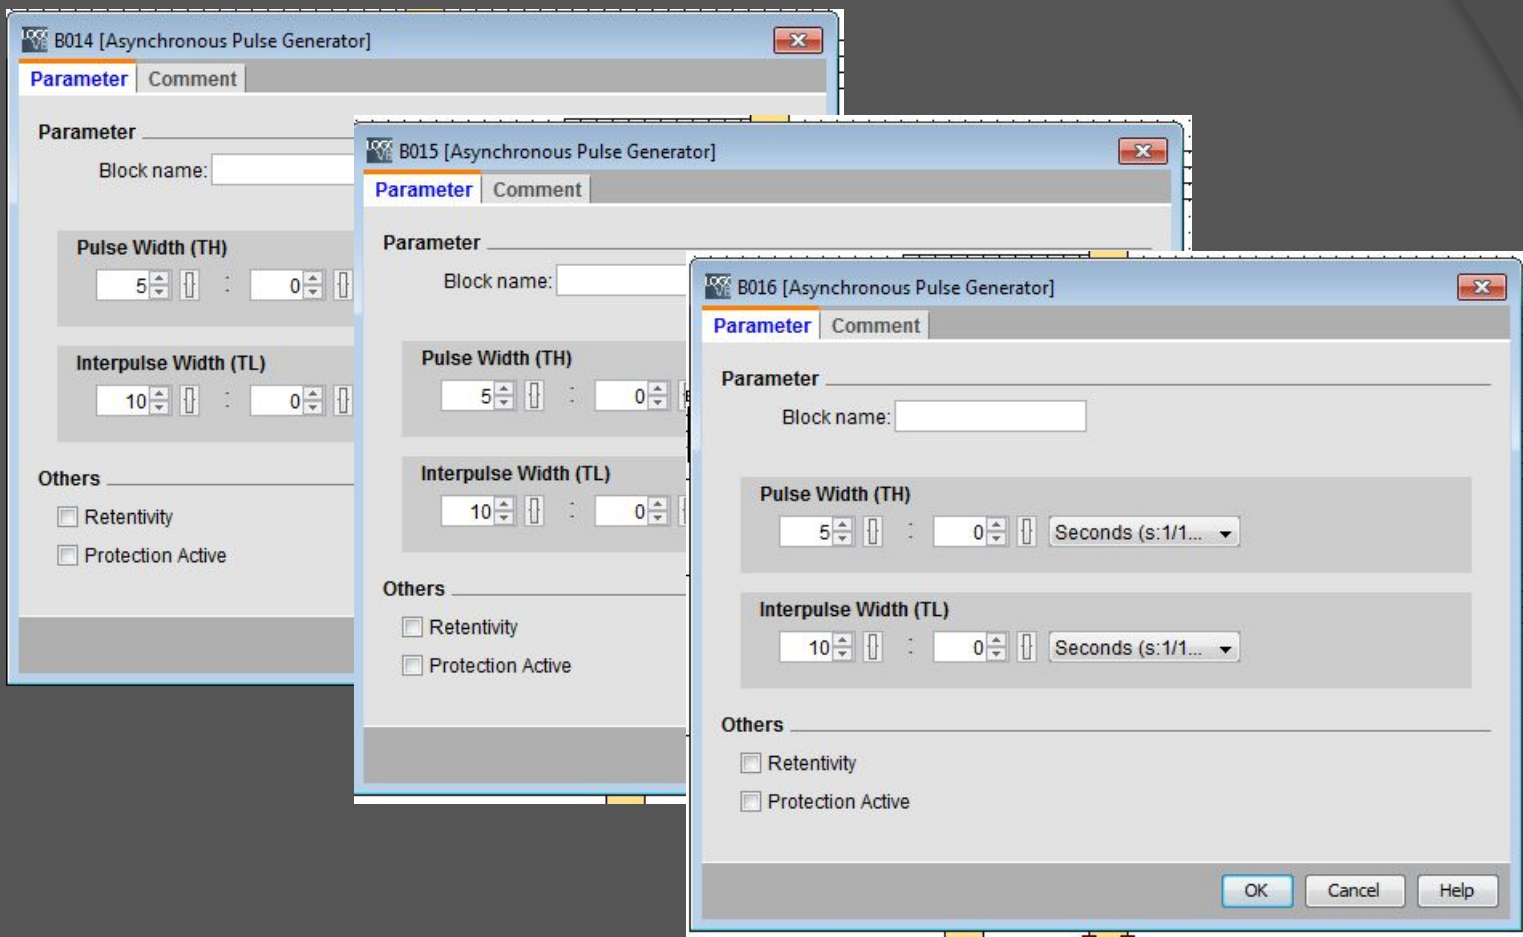 B014 [Asynchronous Pulse Generator]
Parameter Comment
Parameter
Block name:
Pulse Width (TH)
5 : 0
Interpulse Width (TL)
10 : 0
Others
Retentivity
Protection Active
B015 [Asynchronous Pulse Generator]
Parameter Comment
Parameter
Block name:
Pulse Width (TH)
5 : 0
Interpulse Width (TL)
10 : 0
Others
Retentivity
Protection Active
B016 [Asynchronous Pulse Generator]
Parameter Comment
Parameter
Block name:
Pulse Width (TH)
5 : 0 Seconds (s:1/1...
Interpulse Width (TL)
10 : 0 Seconds (s:1/1...
Others
Retentivity
Protection Active
OK Cancel Help